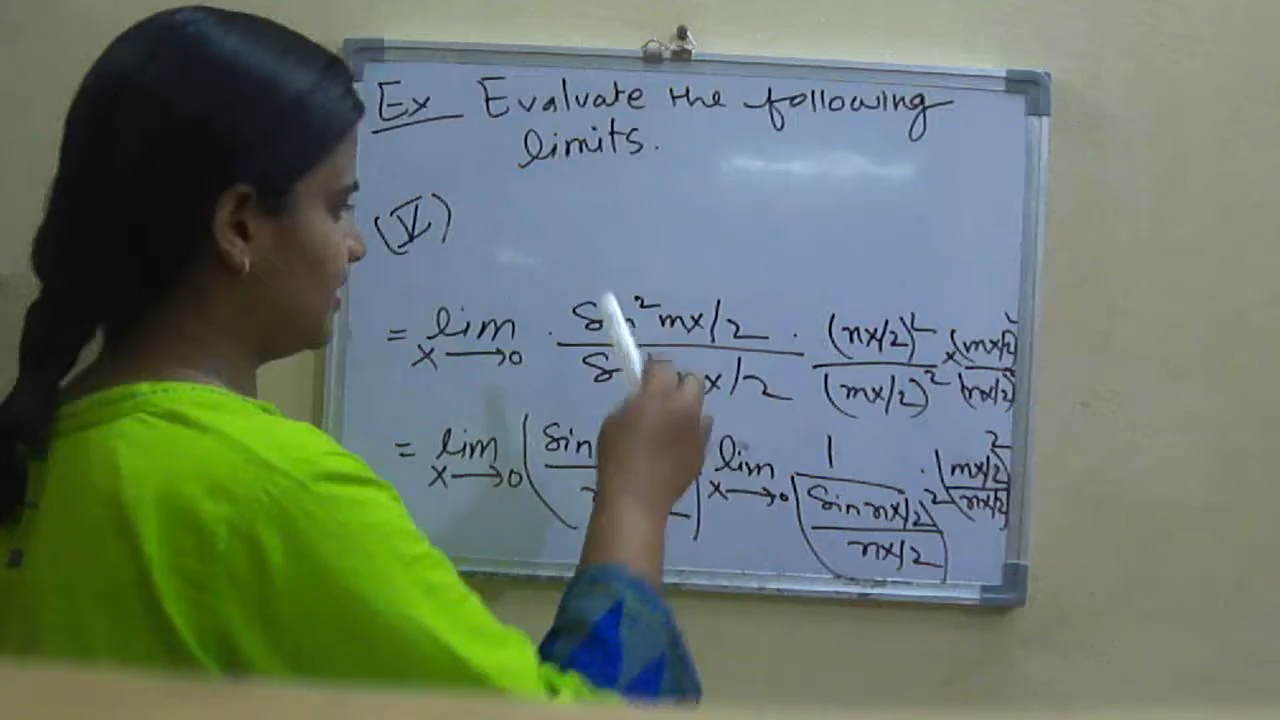 Ex Evaluate the following
limits.
(V)
= lim x→0 . Sin² mx/2 / S nx/2 . (nx/2)² / (mx/2)² × (mx/2)² / (nx/2)²
= lim x→0 (Sin lim x→0 1 / (Sin nx/2 / nx/2)² . (mx/2)² / (nx/2)